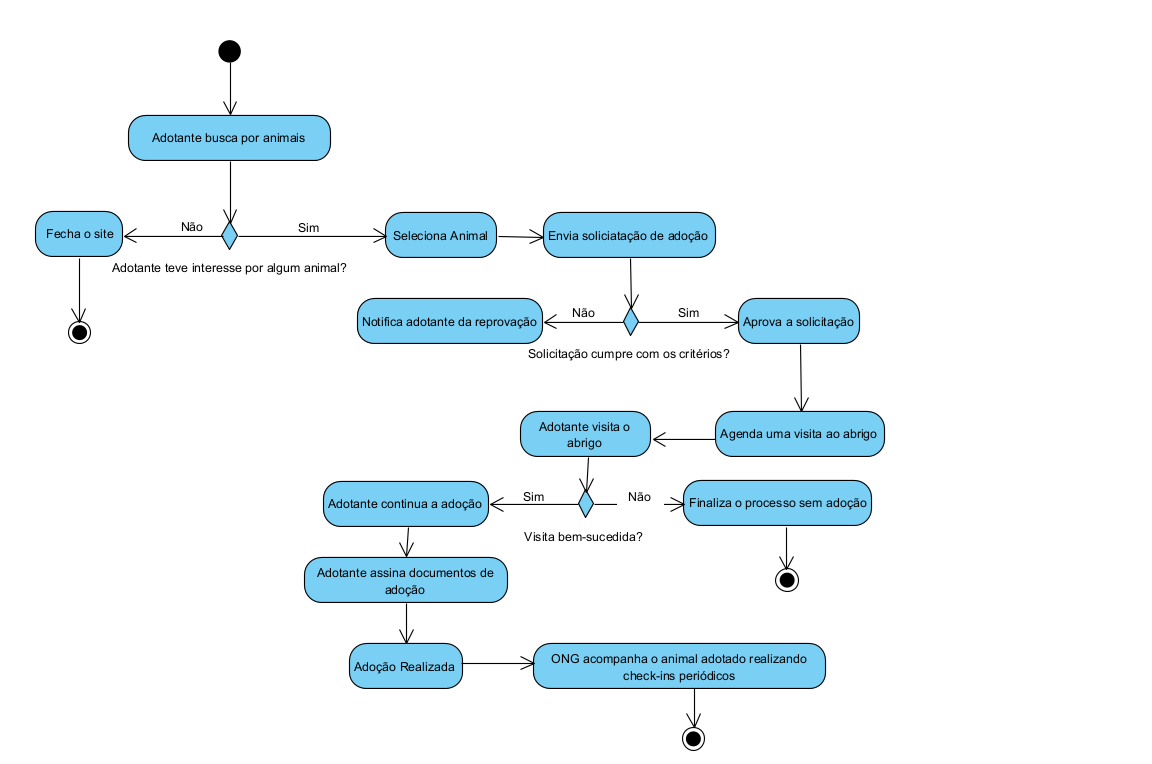 Adotante busca por animais
Fecha o site
Não
Sim
Seleciona Animal
Envia soliciatação de adoção
Adotante teve interesse por algum animal?
Notifica adotante da reprovação
Não
Sim
Aprova a solicitação
Solicitação cumpre com os critérios?
Adotante visita o
abrigo
Agenda uma visita ao abrigo
Adotante continua a adoção
Sim
Não
Finaliza o processo sem adoção
Visita bem-sucedida?
Adotante assina documentos de
adoção
Adoção Realizada
ONG acompanha o animal adotado realizando
check-ins periódicos